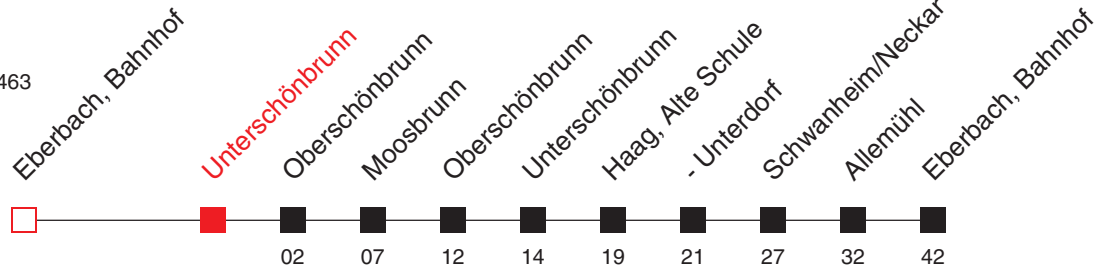 463
Eberbach, Bahnhof
Unterschönbrunn
Oberschönbrunn
Moosbrunn
Oberschönbrunn
Unterschönbrunn
Haag, Alte Schule
- Unterdorf
Schwanheim/Neckar
Allemühl
Eberbach, Bahnhof
02 07 12 14 19 21 27 32 42